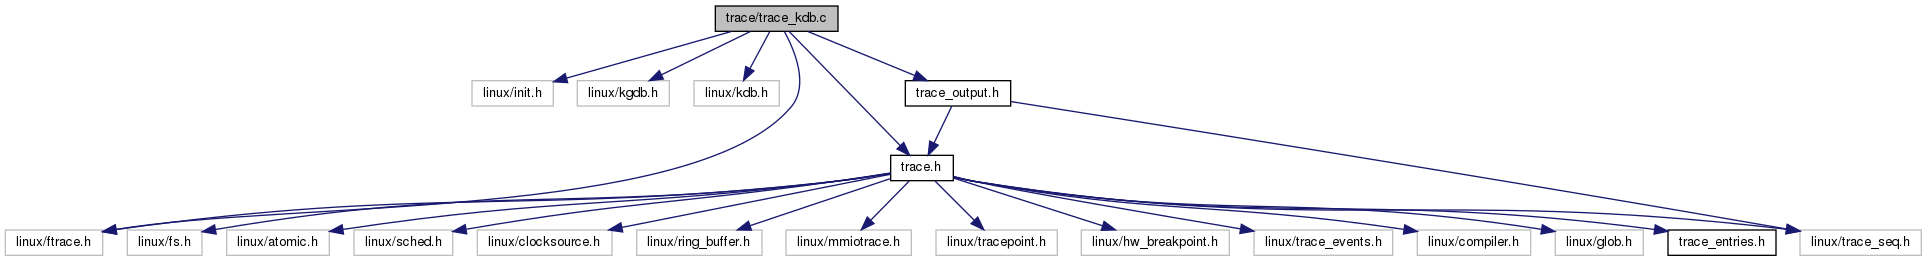 trace/trace_kdb.c
linux/init.h
linux/kgdb.h
linux/kdb.h
trace_output.h
trace.h
linux/ftrace.h
linux/fs.h
linux/atomic.h
linux/sched.h
linux/clocksource.h
linux/ring_buffer.h
linux/mmiotrace.h
linux/tracepoint.h
linux/hw_breakpoint.h
linux/trace_events.h
linux/compiler.h
linux/glob.h
trace_entries.h
linux/trace_seq.h